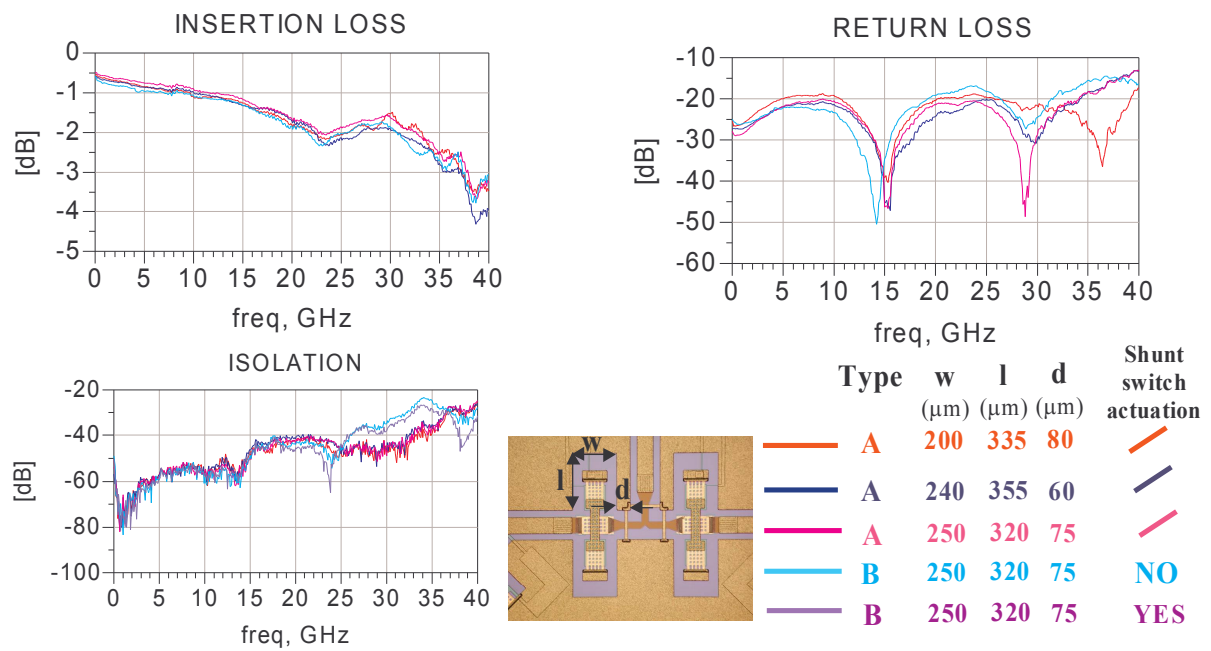 INSERTION LOSS
0
-1
-2
-3
-4
-5
[dB]
0 5 10 15 20 25 30 35 40
freq, GHz
RETURN LOSS
-10
-20
-30
-40
-50
-60
[dB]
0 5 10 15 20 25 30 35 40
freq, GHz
ISOLATION
-20
-40
-60
-80
-100
[dB]
0 5 10 15 20 25 30 35 40
freq, GHz
w
l
d
Type w l d Shunt switch actuation
(μm) (μm) (μm)
A 200 335 80
A 240 355 60
A 250 320 75
B 250 320 75 NO
B 250 320 75 YES